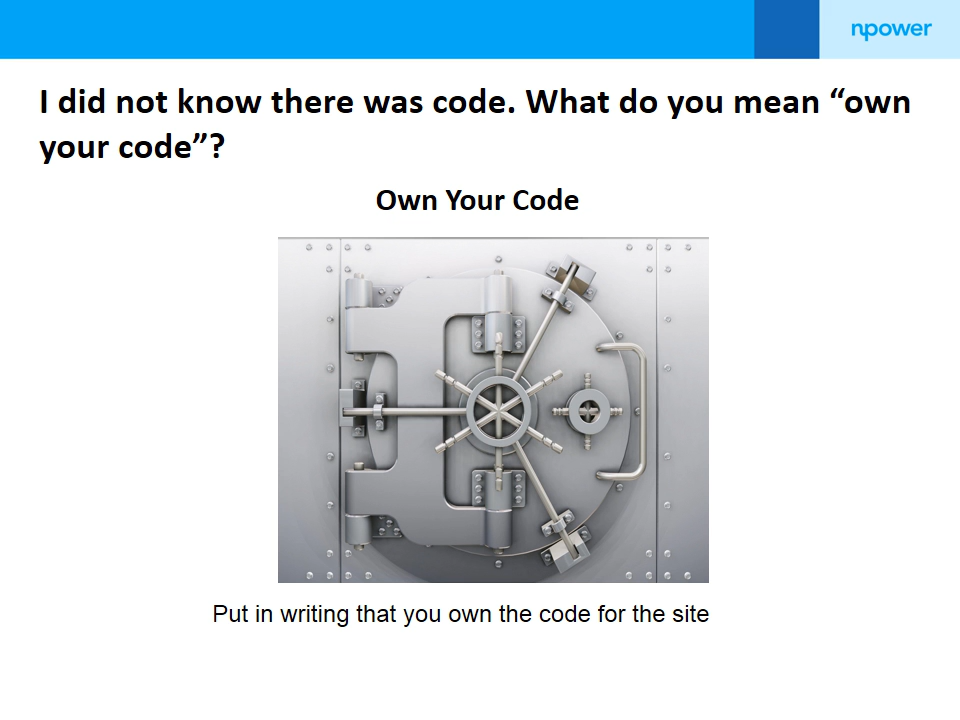 npower
I did not know there was code. What do you mean “own
your code”?
Own Your Code
Put in writing that you own the code for the site